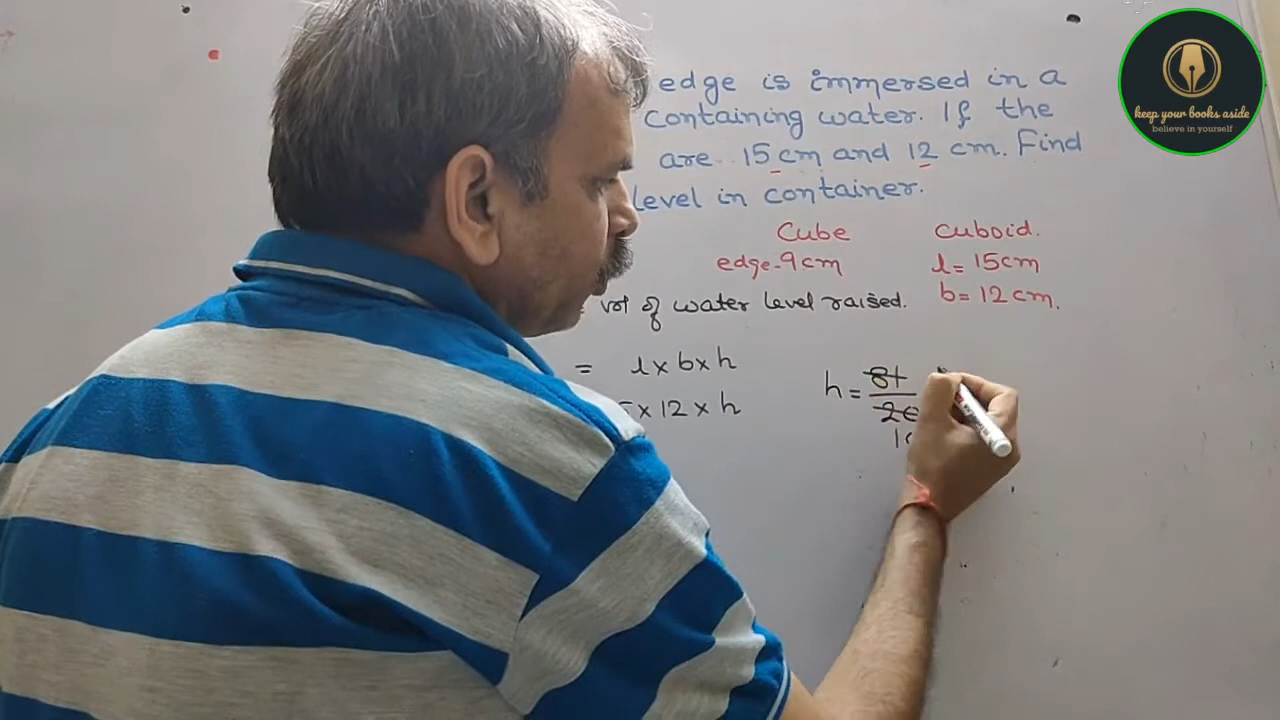 edge is immersed in a
containing water. If the
are 15 cm and 12 cm. Find
level in container.
Cube
cuboid.
edge-9cm
l= 15cm
b= 12 cm.
vol of water level raised.
= l x b x h
x 12 x h
h = 81
keep your books aside
believe in yourself